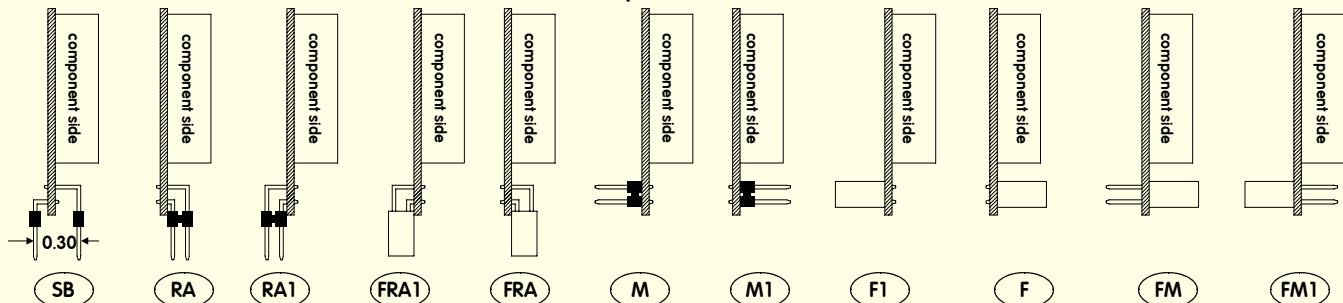 component side
component side
component side
component side
component side
component side
component side
component side
component side
component side
component side
0.30
SB
RA
RA1
FRA1
FRA
M
M1
F1
F
FM
FM1